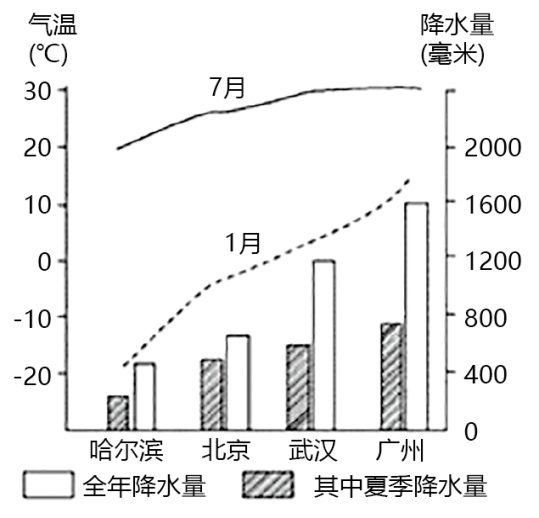 气温
(℃)
降水量
(毫米)
30
20
10
0
-10
-20
7月
1月
2000
1600
1200
800
400
0
哈尔滨 北京 武汉 广州
全年降水量 其中夏季降水量